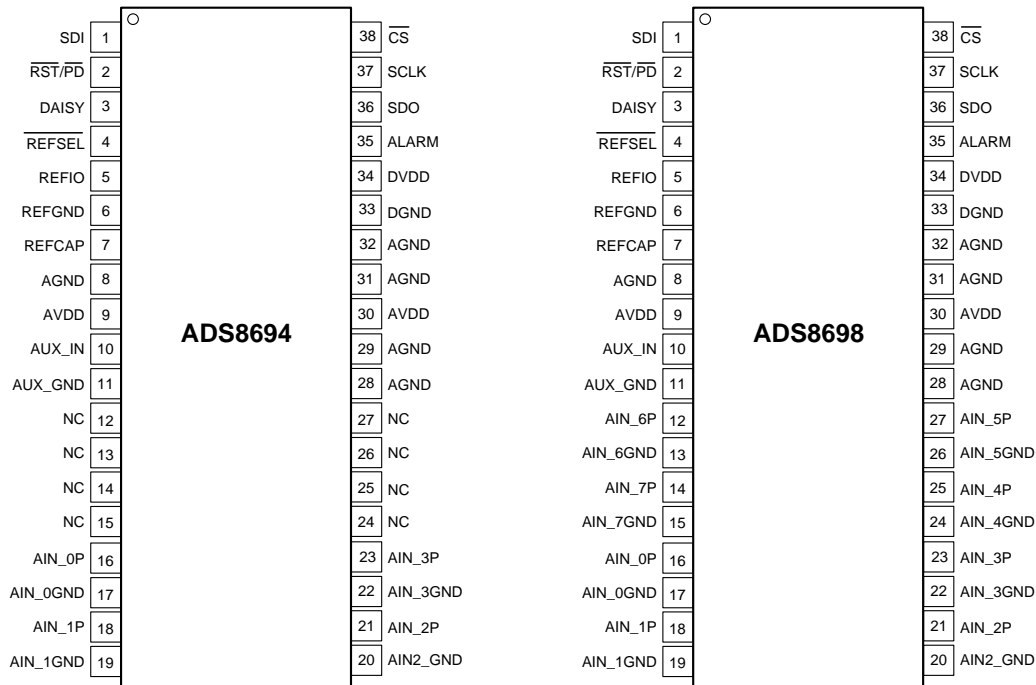 SDI 1 38 CS SDI 1 38 CS
RST/PD 2 37 SCLK RST/PD 2 37 SCLK
DAISY 3 36 SDO DAISY 3 36 SDO
REFSEL 4 35 ALARM REFSEL 4 35 ALARM
REFIO 5 34 DVDD REFIO 5 34 DVDD
REFGND 6 33 DGND REFGND 6 33 DGND
REFCAP 7 32 AGND REFCAP 7 32 AGND
AGND 8 31 AGND AGND 8 31 AGND
AVDD 9 30 AVDD AVDD 9 30 AVDD
ADS8694 ADS8698
AUX_IN 10 29 AGND AUX_IN 10 29 AGND
AUX_GND 11 28 AGND AUX_GND 11 28 AGND
NC 12 27 NC AIN_6P 12 27 AIN_5P
NC 13 26 NC AIN_6GND 13 26 AIN_5GND
NC 14 25 NC AIN_7P 14 25 AIN_4P
NC 15 24 NC AIN_7GND 15 24 AIN_4GND
AIN_0P 16 23 AIN_3P AIN_0P 16 23 AIN_3P
AIN_0GND 17 22 AIN_3GND AIN_0GND 17 22 AIN_3GND
AIN_1P 18 21 AIN_2P AIN_1P 18 21 AIN_2P
AIN_1GND 19 20 AIN2_GND AIN_1GND 19 20 AIN2_GND